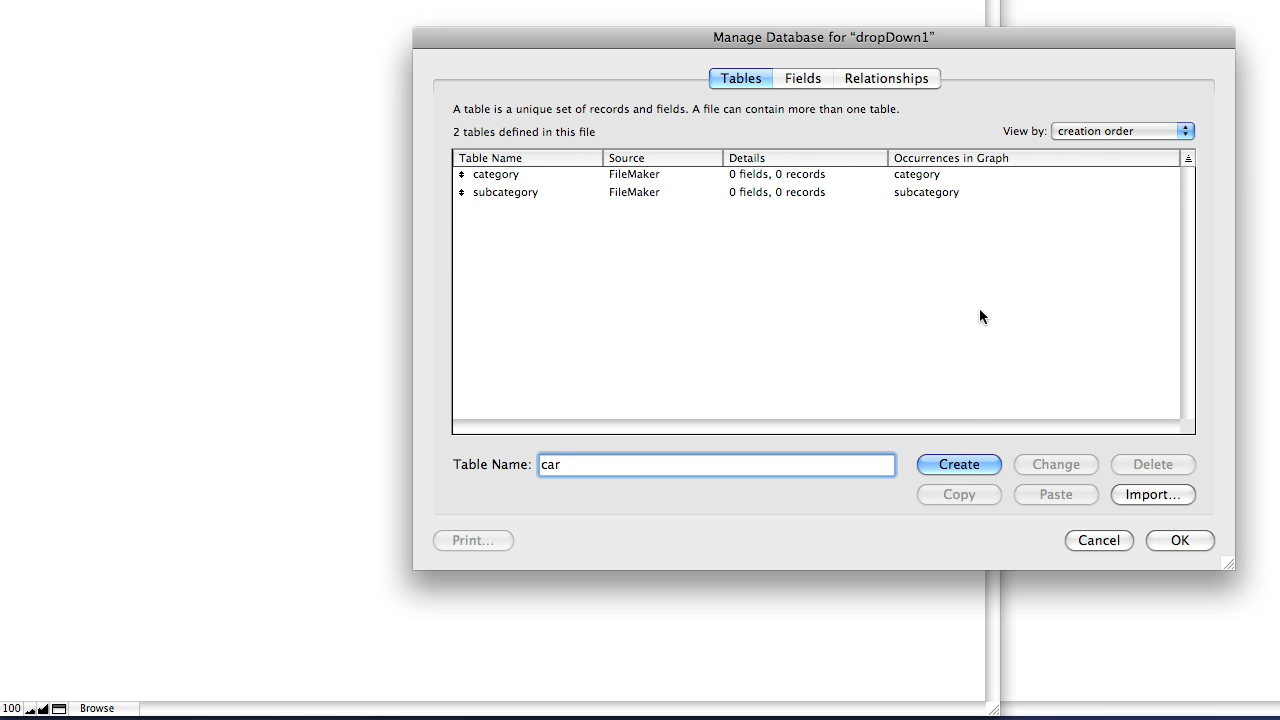 Manage Database for “dropDown1”
Tables Fields Relationships
A table is a unique set of records and fields. A file can contain more than one table.
2 tables defined in this file
View by: creation order
Table Name Source Details Occurrences in Graph
category FileMaker 0 fields, 0 records category
subcategory FileMaker 0 fields, 0 records subcategory
Table Name: car Create Change Delete
Copy Paste Import...
Print... Cancel OK
100 Browse